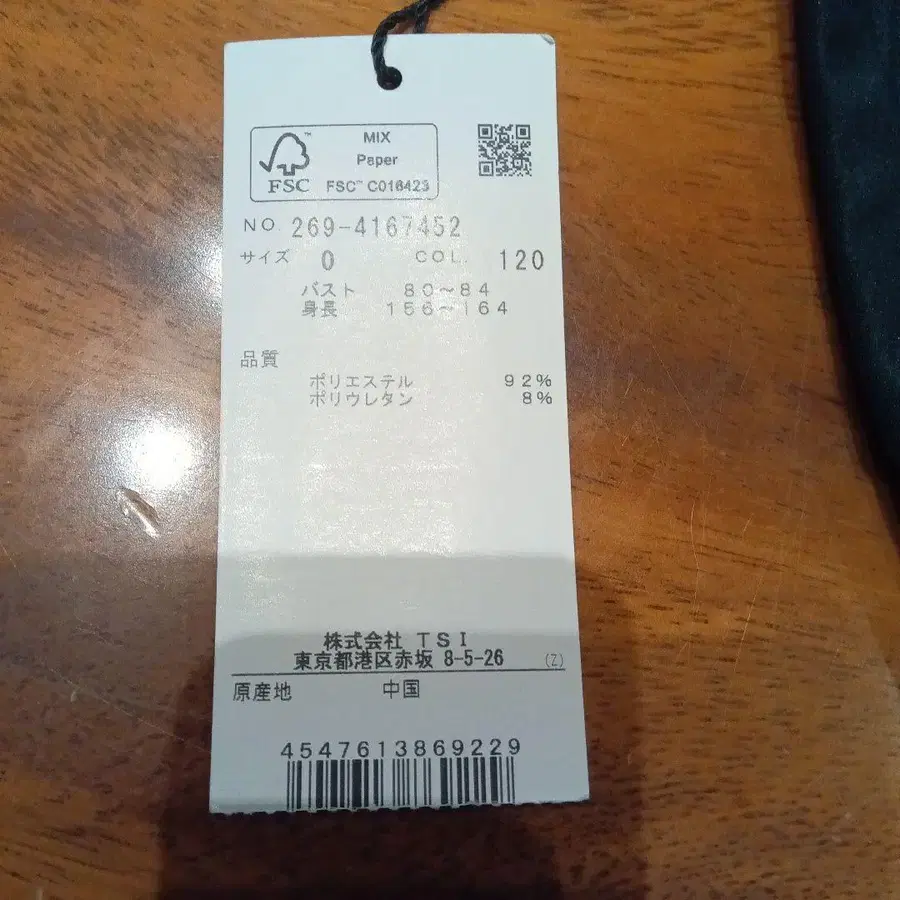 MIX
Paper
FSC™ C016423
FSC
NO. 269-4167452
サイズ 0 COL. 120
バスト 80~84
身長 156~164
品質
ポリエステル 92%
ポリウレタン 8%
株式会社 TSI
東京都港区赤坂 8-5-26 (Z)
原産地 中国
4547613869229